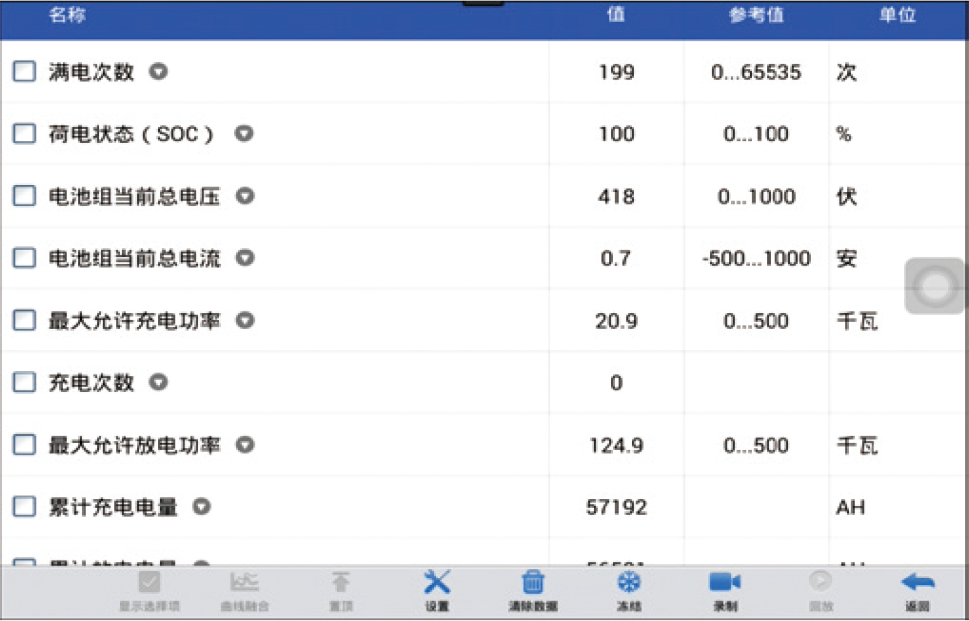 名称 值 参考值 单位
满电次数 199 0...65535 次
荷电状态（SOC） 100 0...100 %
电池组当前总电压 418 0...1000 伏
电池组当前总电流 0.7 -500...1000 安
最大允许充电功率 20.9 0...500 千瓦
充电次数 0
最大允许放电功率 124.9 0...500 千瓦
累计充电电量 57192 AH
显示选择项 曲线融合 置顶 设置 清除数据 冻结 录制 回放 返回